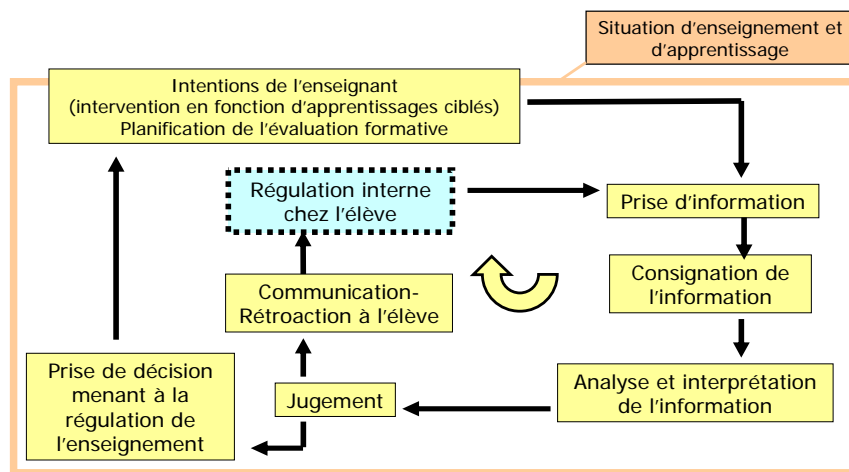 Situation d'enseignement et
d'apprentissage
Intentions de l'enseignant
(intervention en fonction d'apprentissages ciblés)
Planification de l'évaluation formative
Régulation interne
chez l'élève
Prise d'information
Consignation de
l'information
Communication-
Rétroaction à l'élève
Prise de décision
menant à la
régulation de
l'enseignement
Jugement
Analyse et interprétation
de l'information